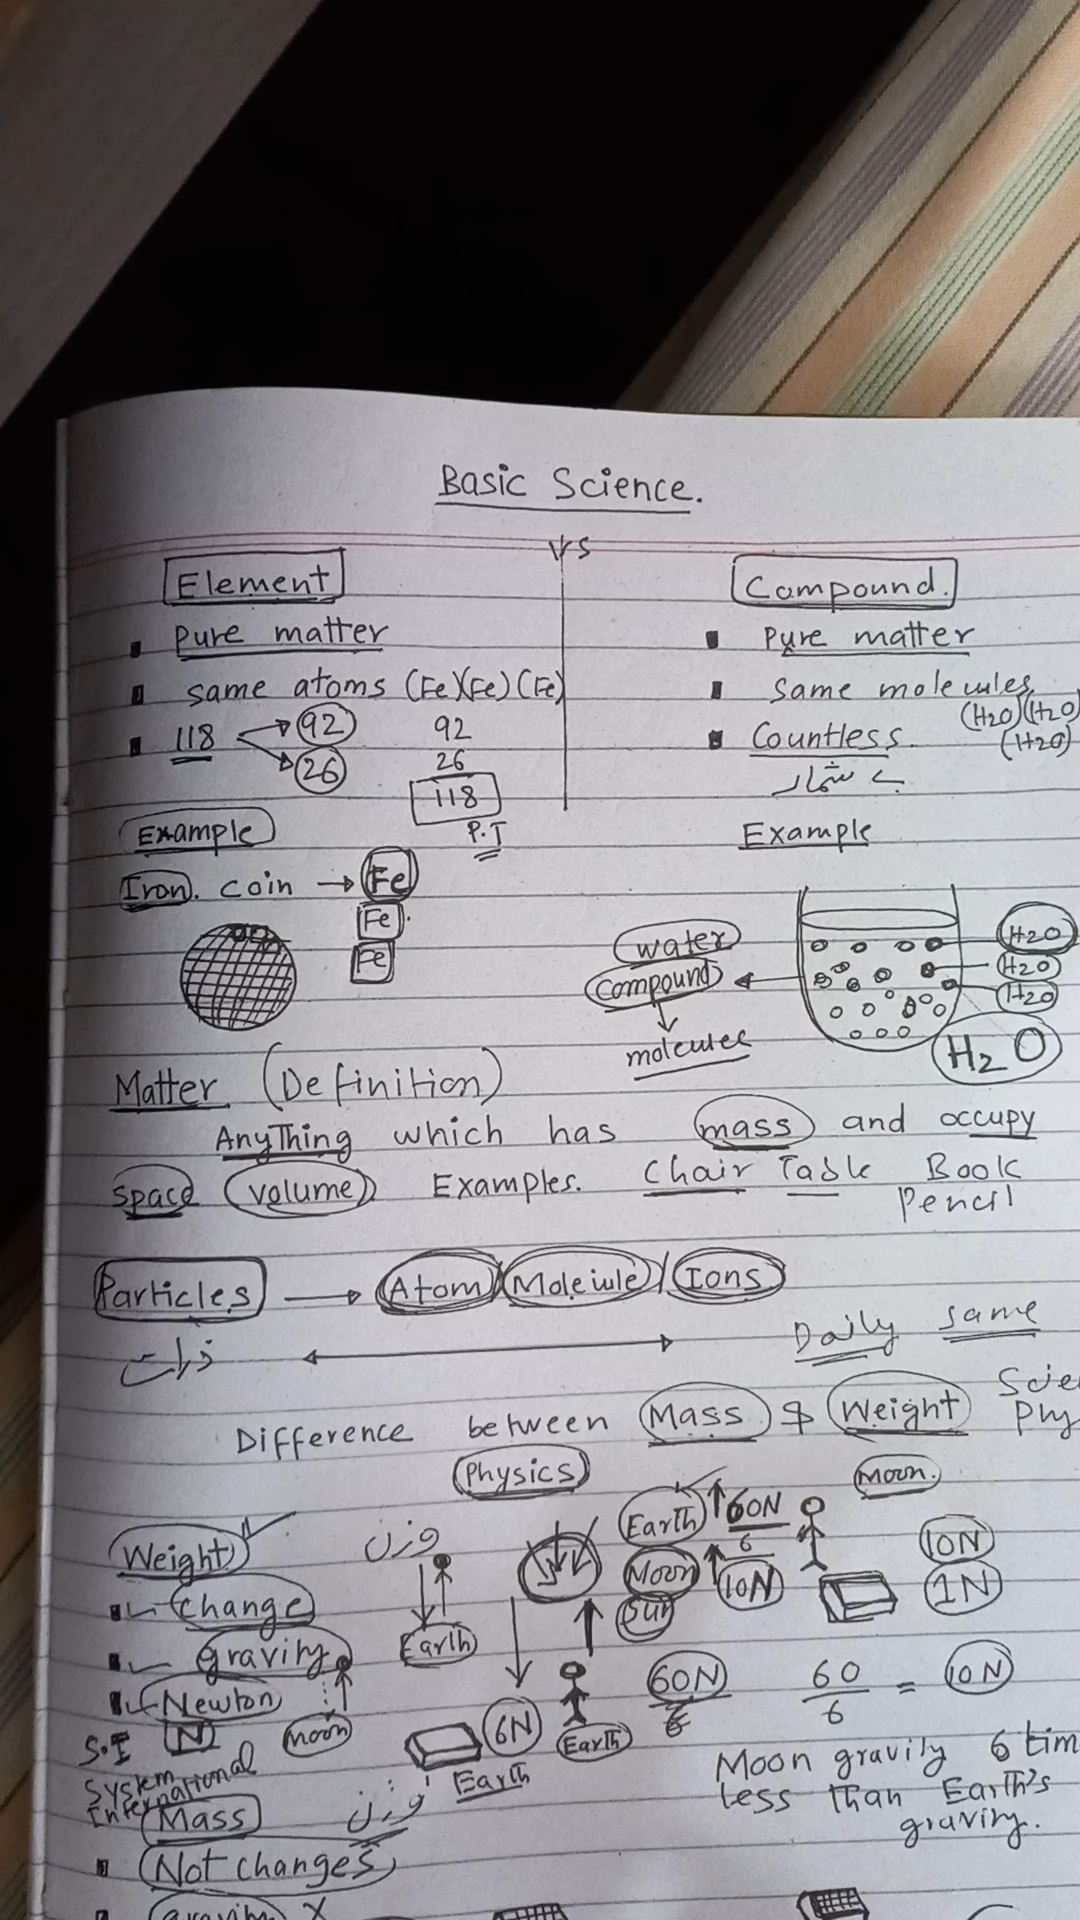 Basic Science.
vs
Element
Pure matter
same atoms (Fe)(Fe)(Fe)
118 92 92
26 26
118
P.T
Example
Iron. coin → Fe
Fe
Fe
Compound.
Pure matter
same molecules
(H2O)(H2O)
Countless (H2O)
بے شمار
Example
water
compound
molecules
H2O
H2O
H2O
H2O
Matter (Definition)
AnyThing which has mass and occupy
space (volume) Examples. Chair Table Book
Pencil
Particles → Atom/Molecule/Ions
ذرات
Daily same
Difference between Mass & Weight
Physics
Weight وزن
Change
gravity
Newton
S.I N
System
International
Earth
Moon
Earth 60N
6
Moon 10N
Sun
Moon.
10N
1N
6N
Earth
Earth
60N
6
60/6 = 10N
Moon gravity 6 tim
less than Earth's
gravity.
Mass وزن
Not changes
gravity X